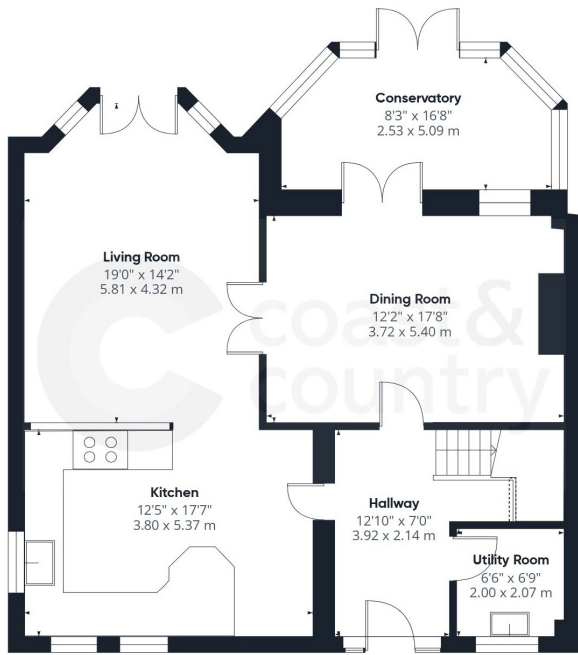 Conservatory
8'3" x 16'8"
2.53 x 5.09 m
Living Room
19'0" x 14'2"
5.81 x 4.32 m
Dining Room
12'2" x 17'8"
3.72 x 5.40 m
coast &
country
Kitchen
12'5" x 17'7"
3.80 x 5.37 m
Hallway
12'10" x 7'0"
3.92 x 2.14 m
Utility Room
6'6" x 6'9"
2.00 x 2.07 m